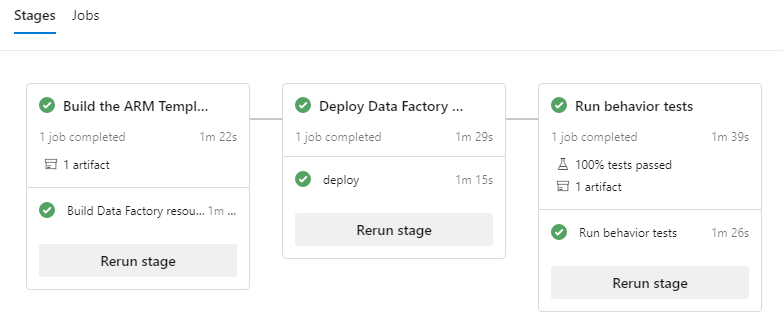 Stages Jobs
Build the ARM Templ...
1 job completed 1m 22s
1 artifact
Build Data Factory resou... 1m ...
Rerun stage
Deploy Data Factory ...
1 job completed 1m 29s
deploy 1m 15s
Rerun stage
Run behavior tests
1 job completed 1m 39s
100% tests passed
1 artifact
Run behavior tests 1m 26s
Rerun stage